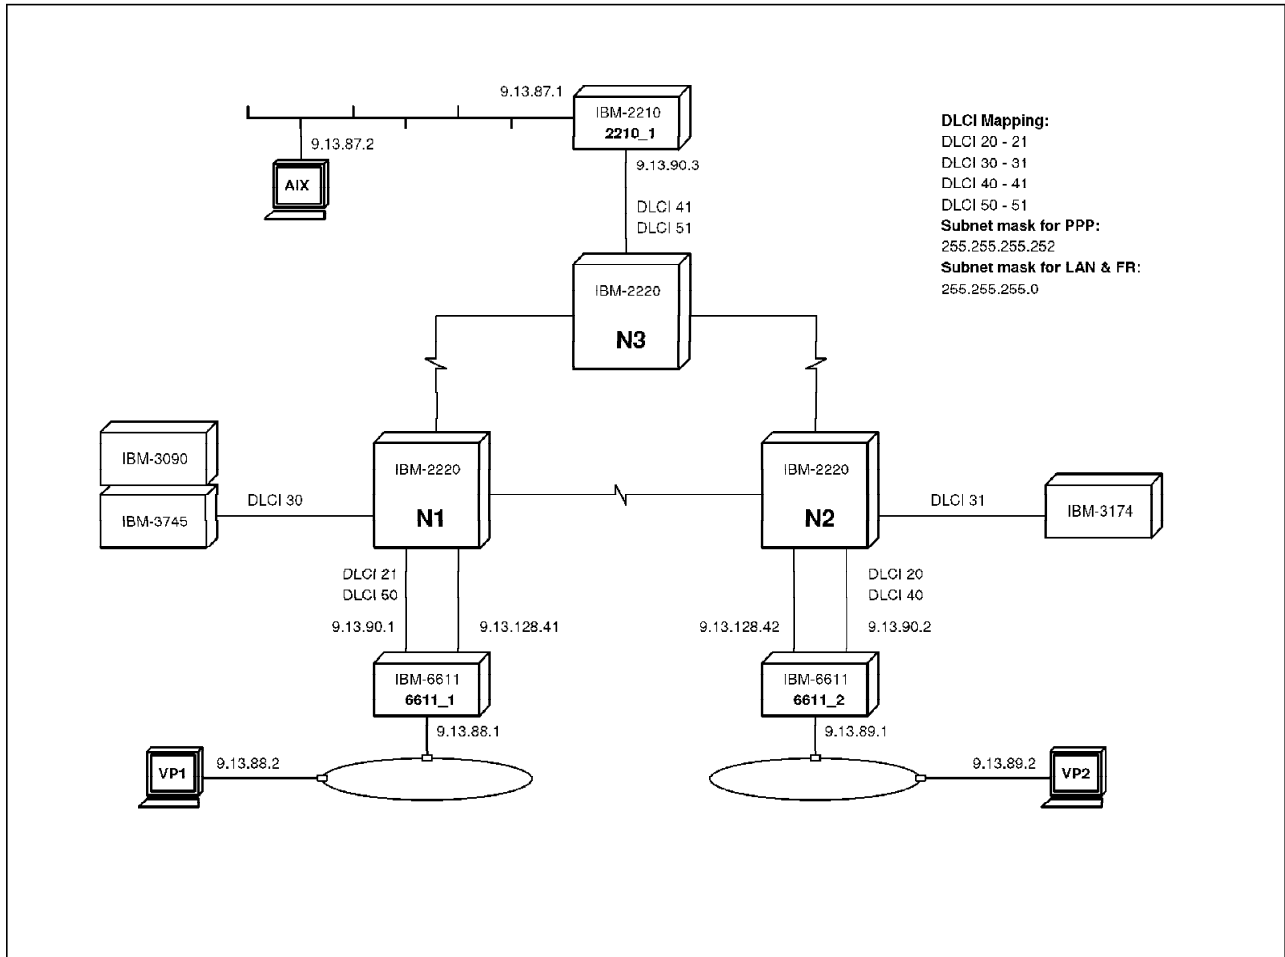 9.13.87.1
IBM-2210
2210_1
9.13.87.2
AIX
9.13.90.3
DLCI 41
DLCI 51
DLCI Mapping:
DLCI 20 - 21
DLCI 30 - 31
DLCI 40 - 41
DLCI 50 - 51
Subnet mask for PPP:
255.255.255.252
Subnet mask for LAN & FR:
255.255.255.0
IBM-2220
N3
IBM-3090
IBM-3745
DLCI 30
IBM-2220
N1
IBM-2220
N2
DLCI 31
IBM-3174
DLCI 21
DLCI 50
9.13.90.1
9.13.128.41
DLCI 20
DLCI 40
9.13.128.42
9.13.90.2
IBM-6611
6611_1
IBM-6611
6611_2
9.13.88.1
9.13.89.1
VP1
9.13.88.2
9.13.89.2
VP2